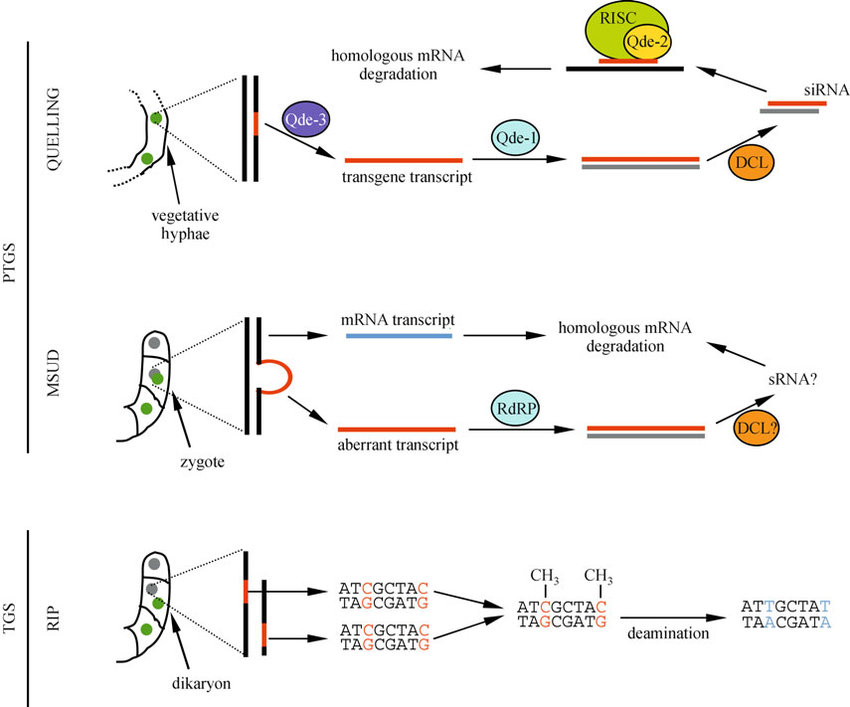 PTGS
QUELLING
vegetative
hyphae
Qde-3
transgene transcript
Qde-1
DCL
siRNA
RISC
Qde-2
homologous mRNA
degradation
MSUD
zygote
mRNA transcript
homologous mRNA
degradation
aberrant transcript
RdRP
DCL?
sRNA?
TGS
RIP
dikaryon
ATCGCTAC
TAGCGATG
ATCGCTAC
TAGCGATG
CH3 CH3
ATCGCTAC
TAGCGATG
deamination
ATTGCTAT
TAACGATA